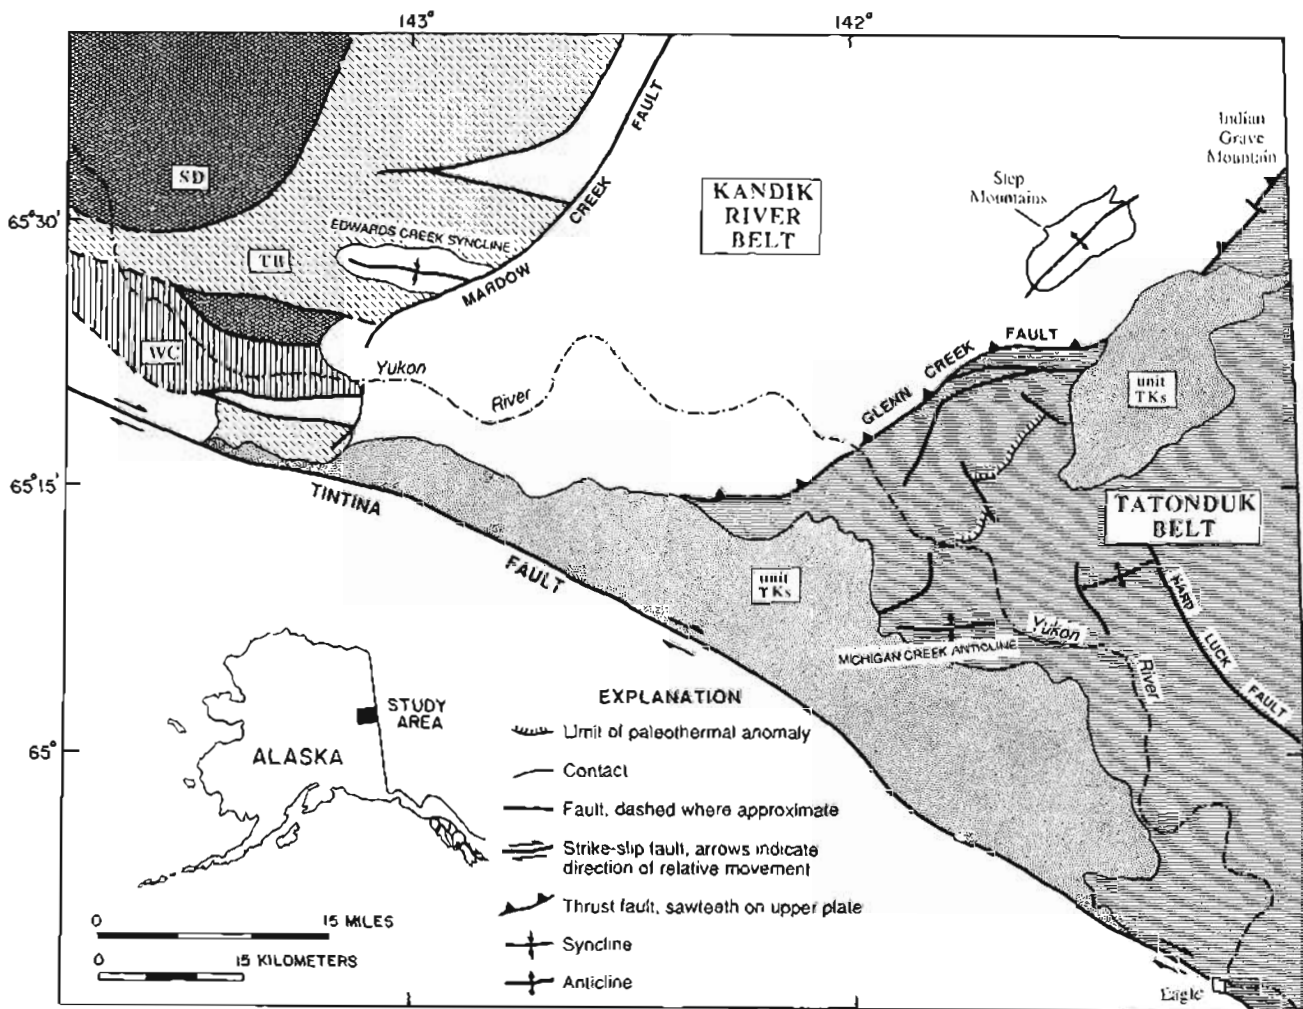 143°
142°
65°30'
65°15'
65°
SD
TB
WC
EDWARDS CREEK SYNCLINE
MARDOW
CREEK
FAULT
KANDIK
RIVER
BELT
Step
Mountains
Indian
Grave
Mountain
Yukon
River
GLENN
CREEK
FAULT
unit
TKs
TATONDUK
BELT
TINTINA
FAULT
unit
TKs
HARD
LUCK
FAULT
Yukon
River
MICHIGAN CREEK ANTICLINE
Eagle
ALASKA
STUDY
AREA
0
15 MILES
0
15 KILOMETERS
EXPLANATION
Limit of paleothermal anomaly
Contact
Fault, dashed where approximate
Strike-slip fault, arrows indicate
direction of relative movement
Thrust fault, sawteeth on upper plate
Syncline
Anticline